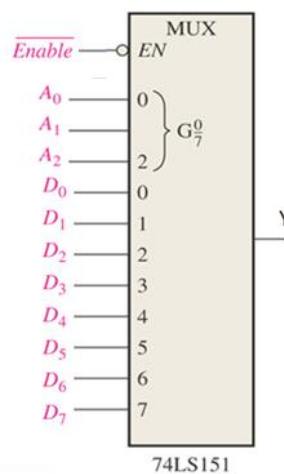 MUX
Enable EN
A₀ 0
A₁ G 0/7
A₂ 2
D₀ 0
D₁ 1
Y
D₂ 2
D₃ 3
D₄ 4
D₅ 5
D₆ 6
D₇ 7
74LS151